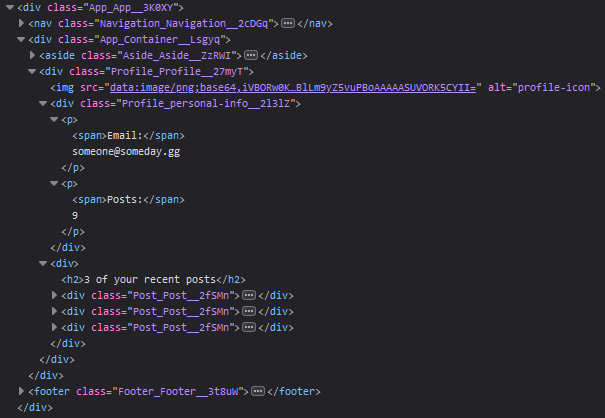 <div class="App_App__3K0XY">
<nav class="Navigation_Navigation__2cDGq">…</nav>
<div class="App_Container__Lsgyq">
<aside class="Aside_Aside__ZzRWI">…</aside>
<div class="Profile_Profile__27myT">
<img src="data:image/png;base64,iVBORw0K…BlLm9yZ5vuPBoAAAAASUVORK5CYII=" alt="profile-icon">
<div class="Profile_personal-info__2l3lZ">
<p>
<span>Email:</span>
someone@someday.gg
</p>
<p>
<span>Posts:</span>
9
</p>
</div>
<div>
<h2>3 of your recent posts</h2>
<div class="Post_Post__2fSMn">…</div>
<div class="Post_Post__2fSMn">…</div>
<div class="Post_Post__2fSMn">…</div>
</div>
</div>
</div>
<footer class="Footer_Footer__3t8uW">…</footer>
</div>